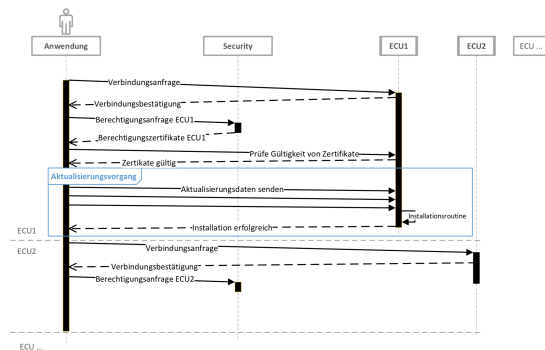 Anwendung
Security
ECU1
ECU2
ECU ...
Verbindungsanfrage
Verbindungsbestätigung
Berechtigungsanfrage ECU1
Berechtigungszertifikate ECU1
Prüfe Gültigkeit von Zertifikate
Zertikate gültig
Aktualisierungsvorgang
Aktualisierungsdaten senden
Installationsroutine
Installation erfolgreich
ECU1
ECU2
Verbindungsanfrage
Verbindungsbestätigung
Berechtigungsanfrage ECU2
ECU ...